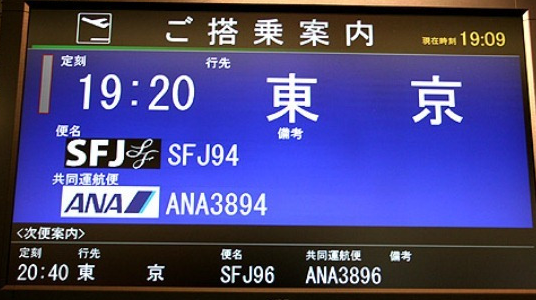 ご搭乗案内 現在時刻 19:09
定刻 行先
19:20 東京
便名 備考
SFJ SFJ94
共同運航便
ANA ANA3894
<次便案内>
定刻 行先 便名 共同運航便 備考
20:40 東京 SFJ96 ANA3896